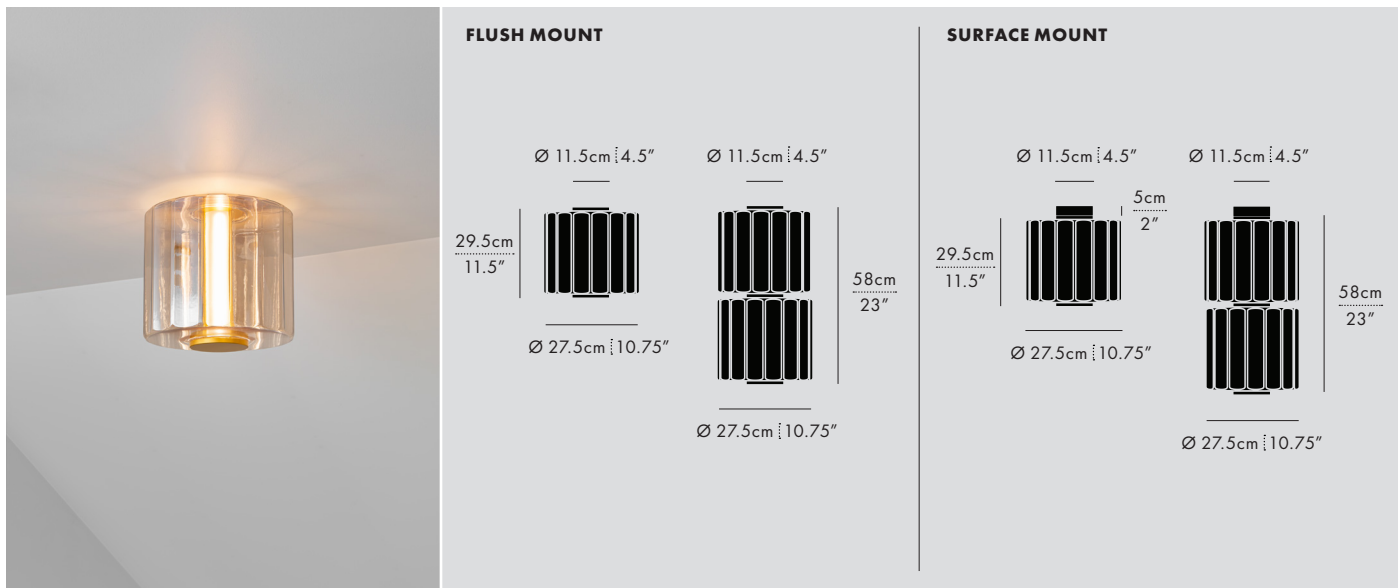 FLUSH MOUNT
Ø 11.5cm 4.5”
29.5cm
11.5”
Ø 27.5cm 10.75”
Ø 11.5cm 4.5”
58cm
23”
Ø 27.5cm 10.75”
SURFACE MOUNT
Ø 11.5cm 4.5”
5cm
2”
29.5cm
11.5”
Ø 27.5cm 10.75”
Ø 11.5cm 4.5”
58cm
23”
Ø 27.5cm 10.75”